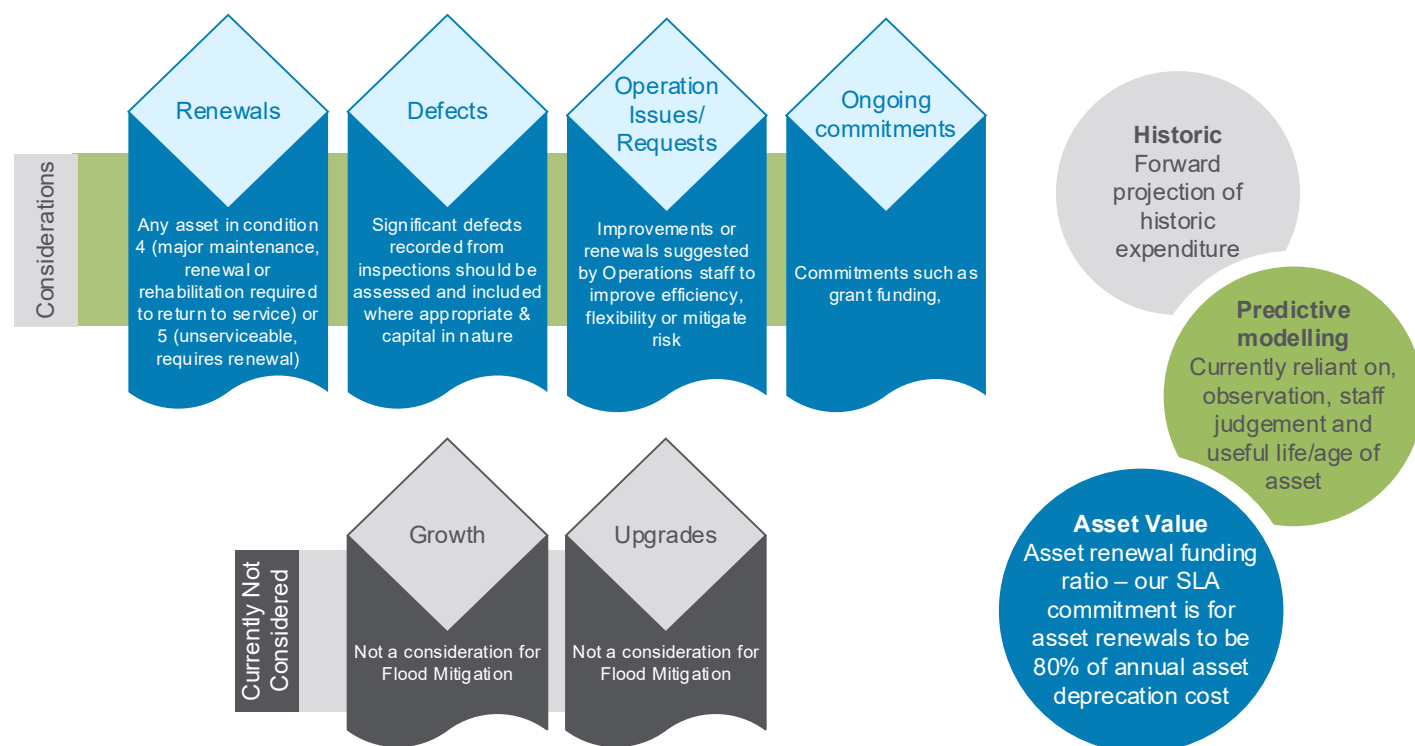 Considerations
Renewals
Any asset in condition
4 (major maintenance,
renewal or
rehabilitation required
to return to service) or
5 (unserviceable,
requires renewal)
Defects
Significant defects
recorded from
inspections should be
assessed and included
where appropriate &
capital in nature
Operation
Issues/
Requests
Improvements or
renewals suggested
by Operations staff to
improve efficiency,
flexibility or mitigate
risk
Ongoing
commitments
Commitments such as
grant funding,
Currently Not
Considered
Growth
Not a consideration for
Flood Mitigation
Upgrades
Not a consideration for
Flood Mitigation
Historic
Forward
projection of
historic
expenditure
Predictive
modelling
Currently reliant on,
observation, staff
judgement and
useful life/age of
asset
Asset Value
Asset renewal funding
ratio – our SLA
commitment is for
asset renewals to be
80% of annual asset
deprecation cost